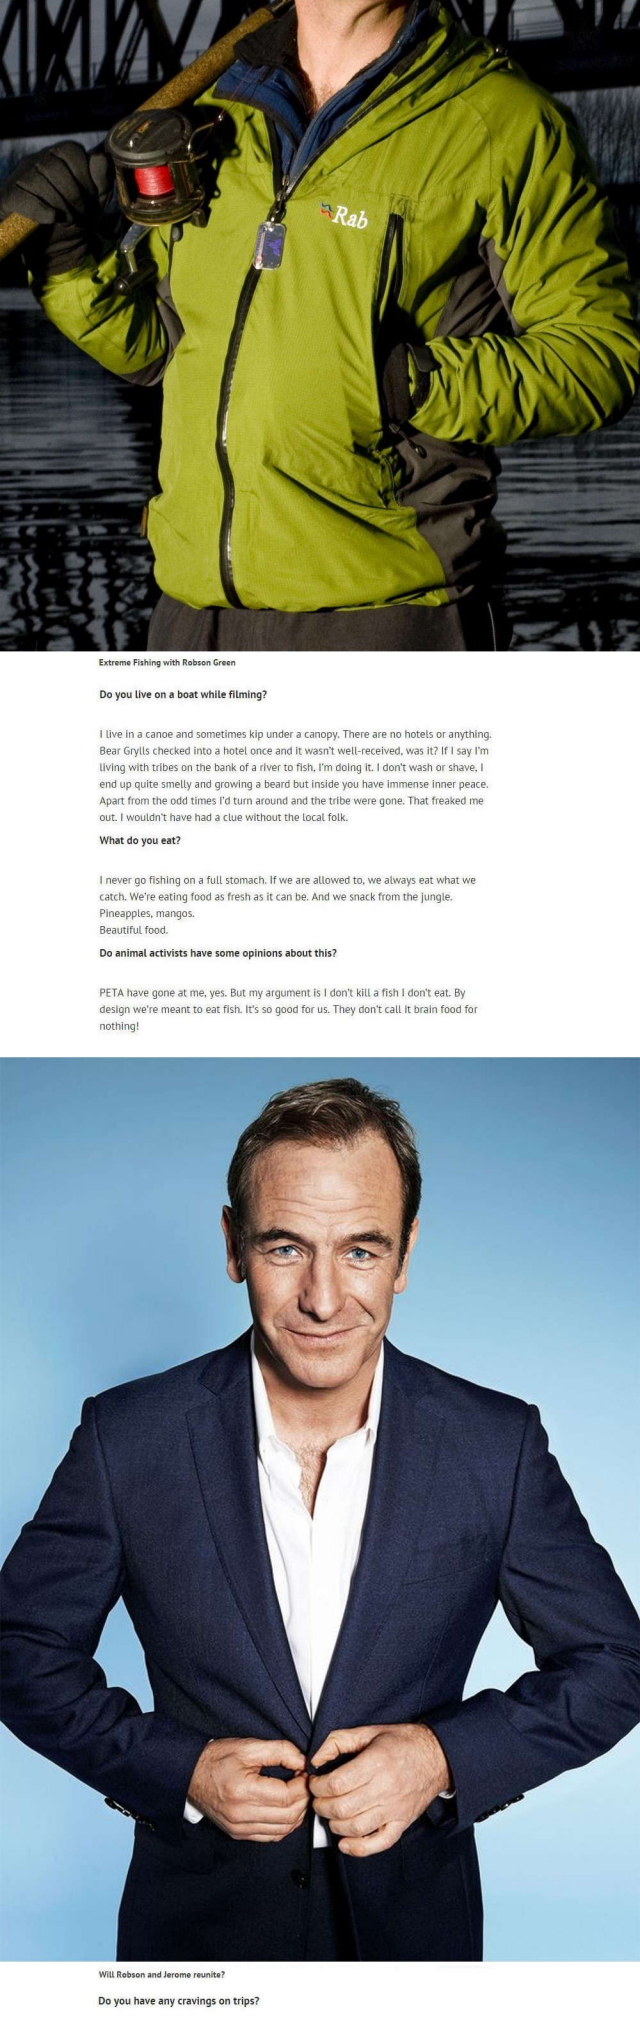 Rab
Extreme Fishing with Robson Green
Do you live on a boat while filming?
I live in a canoe and sometimes kip under a canopy. There are no hotels or anything.
Bear Grylls checked into a hotel once and it wasn't well-received, was it? If I say I'm
living with tribes on the bank of a river to fish, I'm doing it. I don't wash or shave, I
end up quite smelly and growing a beard but inside you have immense inner peace.
Apart from the odd times I'd turn around and the tribe were gone. That freaked me
out. I wouldn't have had a clue without the local folk.
What do you eat?
I never go fishing on a full stomach. If we are allowed to, we always eat what we
catch. We're eating food as fresh as it can be. And we snack from the jungle.
Pineapples, mangos.
Beautiful food.
Do animal activists have some opinions about this?
PETA have gone at me, yes. But my argument is I don't kill a fish I don't eat. By
design we're meant to eat fish. It's so good for us. They don't call it brain food for
nothing!
Will Robson and Jerome reunite?
Do you have any cravings on trips?